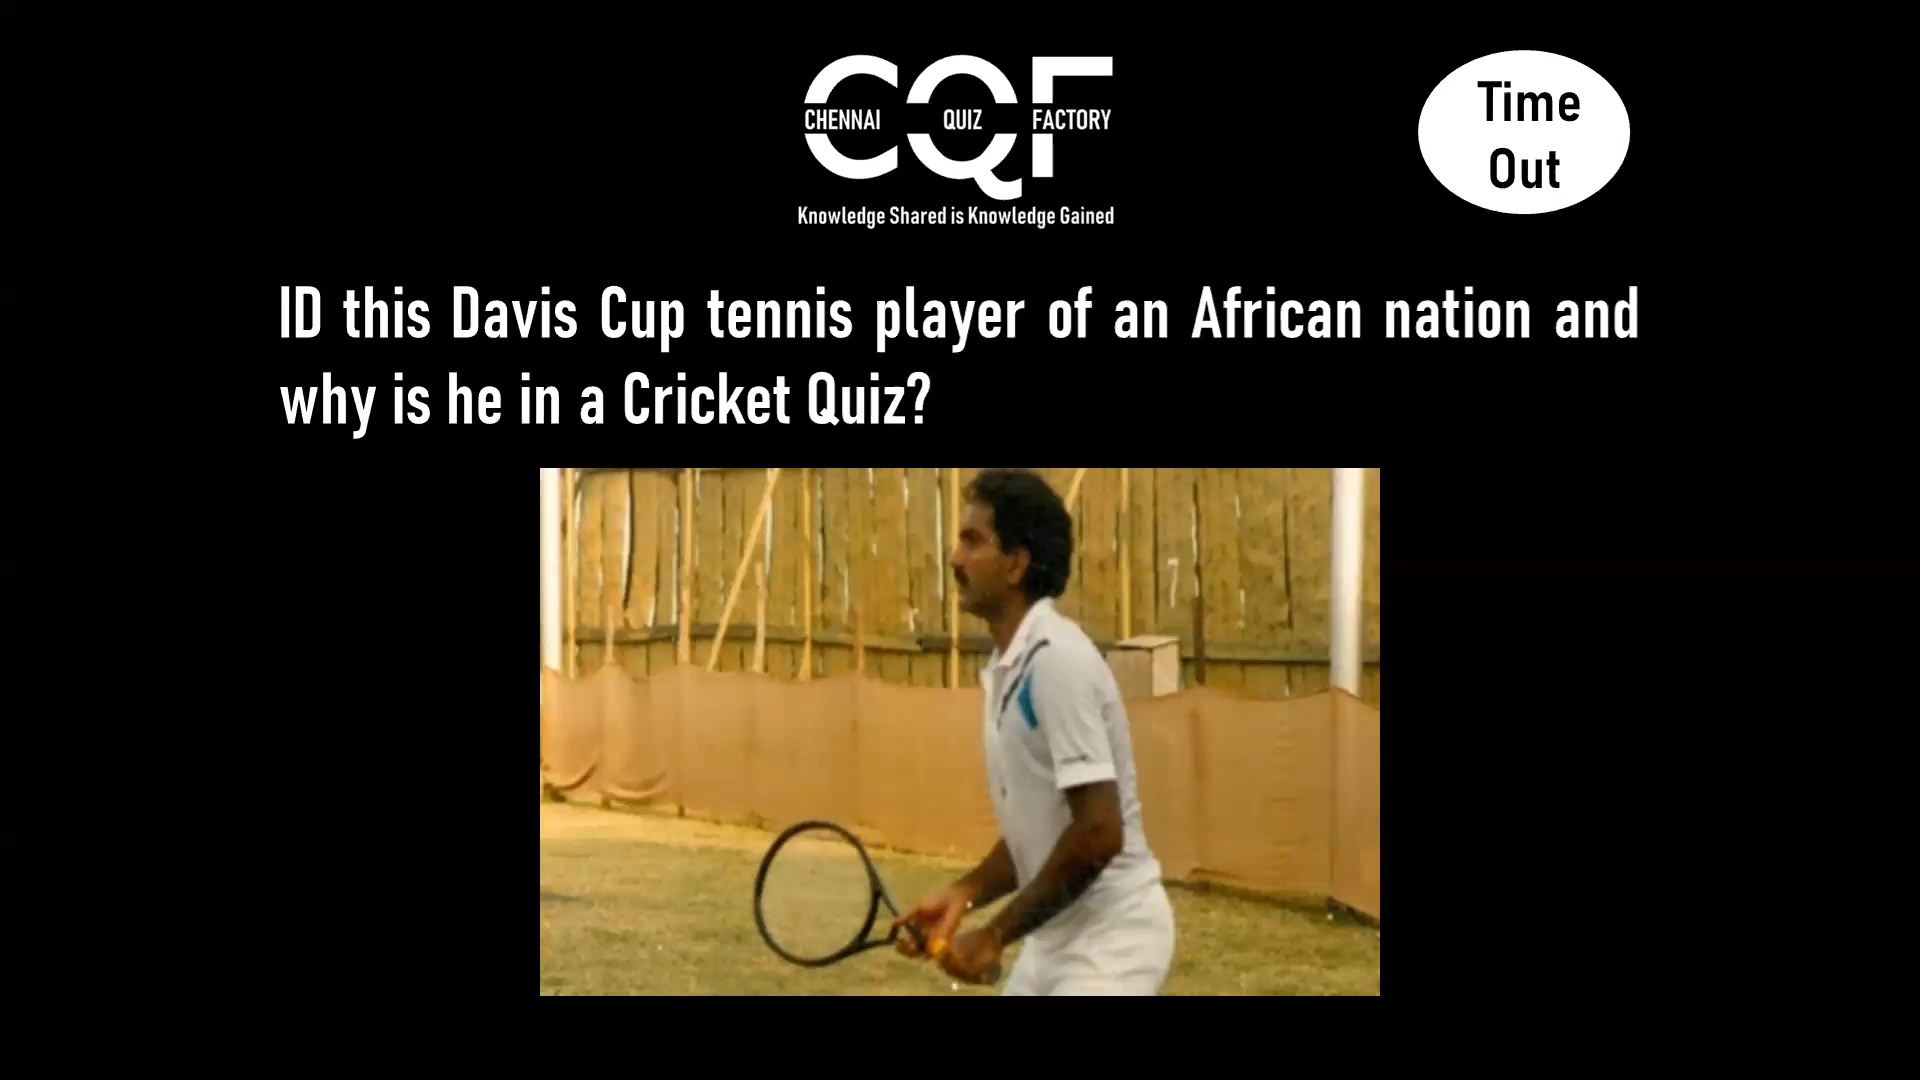 CQF
CHENNAI QUIZ FACTORY
Knowledge Shared is Knowledge Gained
Time
Out
ID this Davis Cup tennis player of an African nation and
why is he in a Cricket Quiz?